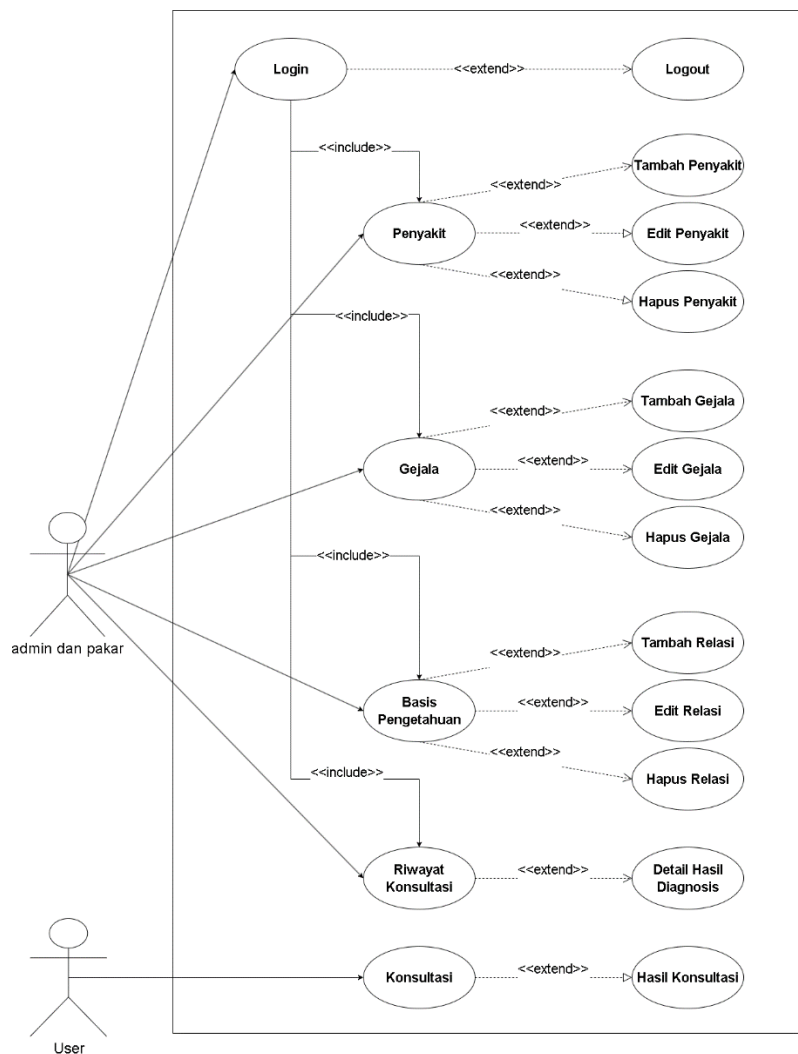 Login
<<extend>>
Logout
<<include>>
Tambah Penyakit
<<extend>>
Penyakit
<<extend>>
Edit Penyakit
<<extend>>
Hapus Penyakit
<<include>>
Tambah Gejala
<<extend>>
Gejala
<<extend>>
Edit Gejala
<<extend>>
Hapus Gejala
<<include>>
admin dan pakar
Tambah Relasi
<<extend>>
Basis
Pengetahuan
<<extend>>
Edit Relasi
<<extend>>
Hapus Relasi
<<include>>
Riwayat
Konsultasi
<<extend>>
Detail Hasil
Diagnosis
Konsultasi
<<extend>>
Hasil Konsultasi
User